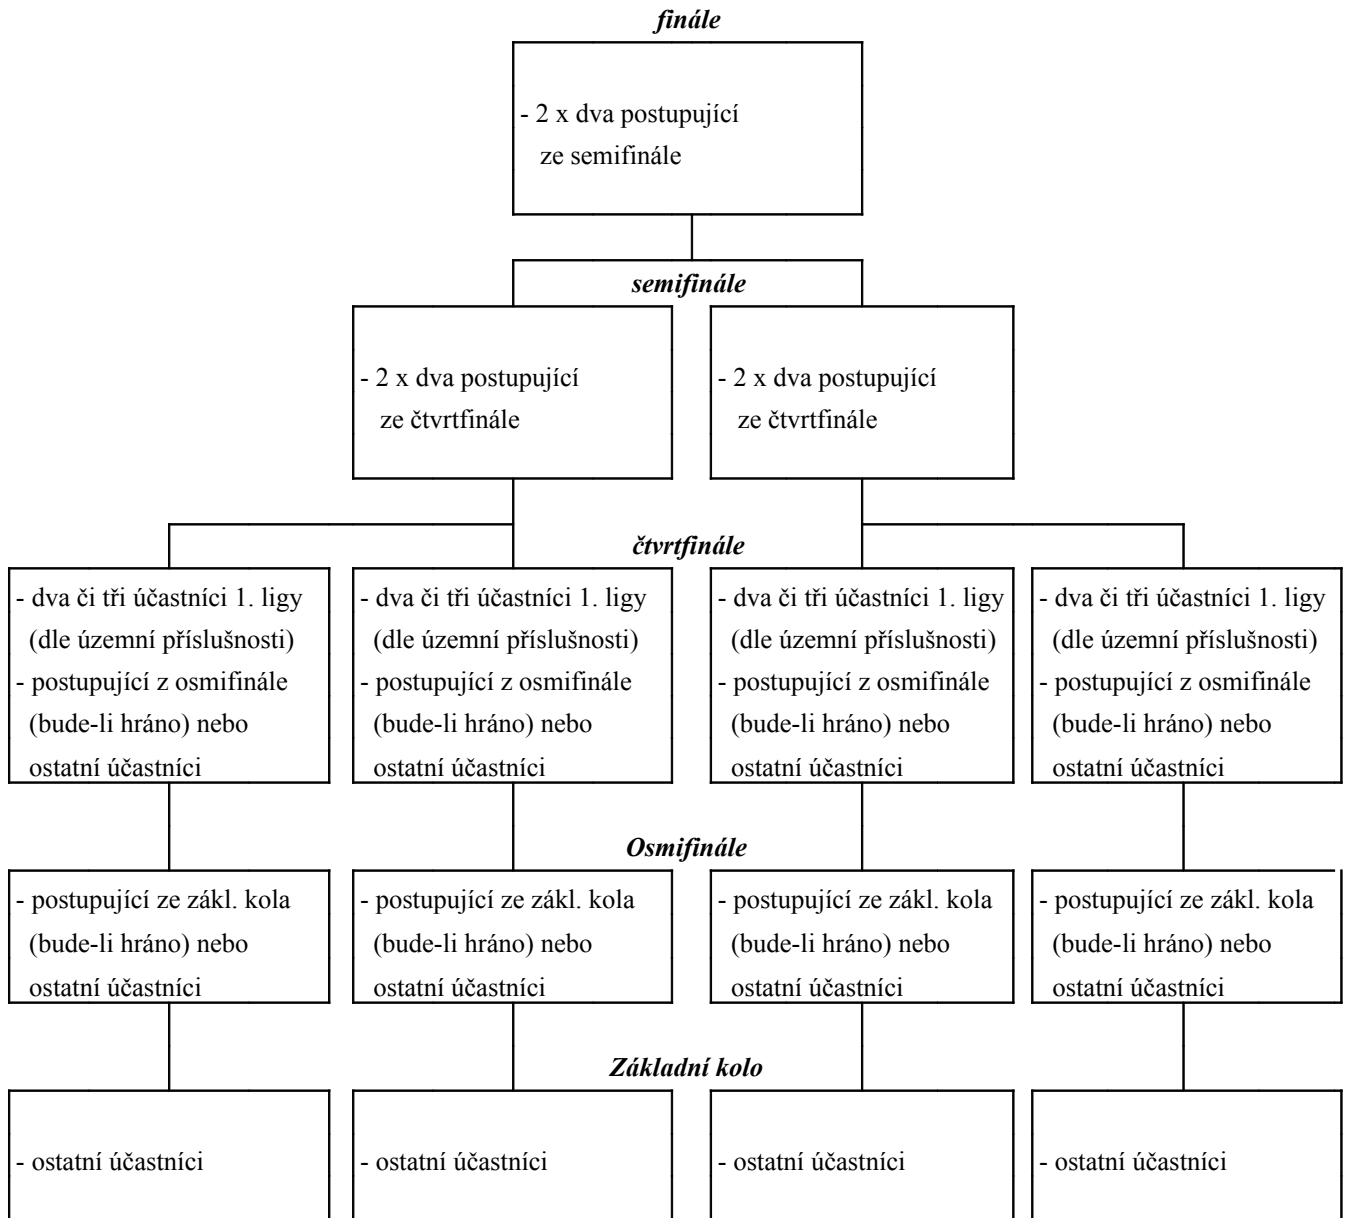 finále
- 2 x dva postupující
ze semifinále
semifinále
- 2 x dva postupující
ze čtvrtfinále
- 2 x dva postupující
ze čtvrtfinále
čtvrtfinále
- dva či tři účastníci 1. ligy
(dle územní příslušnosti)
- postupující z osmifinále
(bude-li hráno) nebo
ostatní účastníci
- dva či tři účastníci 1. ligy
(dle územní příslušnosti)
- postupující z osmifinále
(bude-li hráno) nebo
ostatní účastníci
- dva či tři účastníci 1. ligy
(dle územní příslušnosti)
- postupující z osmifinále
(bude-li hráno) nebo
ostatní účastníci
- dva či tři účastníci 1. ligy
(dle územní příslušnosti)
- postupující z osmifinále
(bude-li hráno) nebo
ostatní účastníci
Osmifinále
- postupující ze zákl. kola
(bude-li hráno) nebo
ostatní účastníci
- postupující ze zákl. kola
(bude-li hráno) nebo
ostatní účastníci
- postupující ze zákl. kola
(bude-li hráno) nebo
ostatní účastníci
- postupující ze zákl. kola
(bude-li hráno) nebo
ostatní účastníci
Základní kolo
- ostatní účastníci
- ostatní účastníci
- ostatní účastníci
- ostatní účastníci